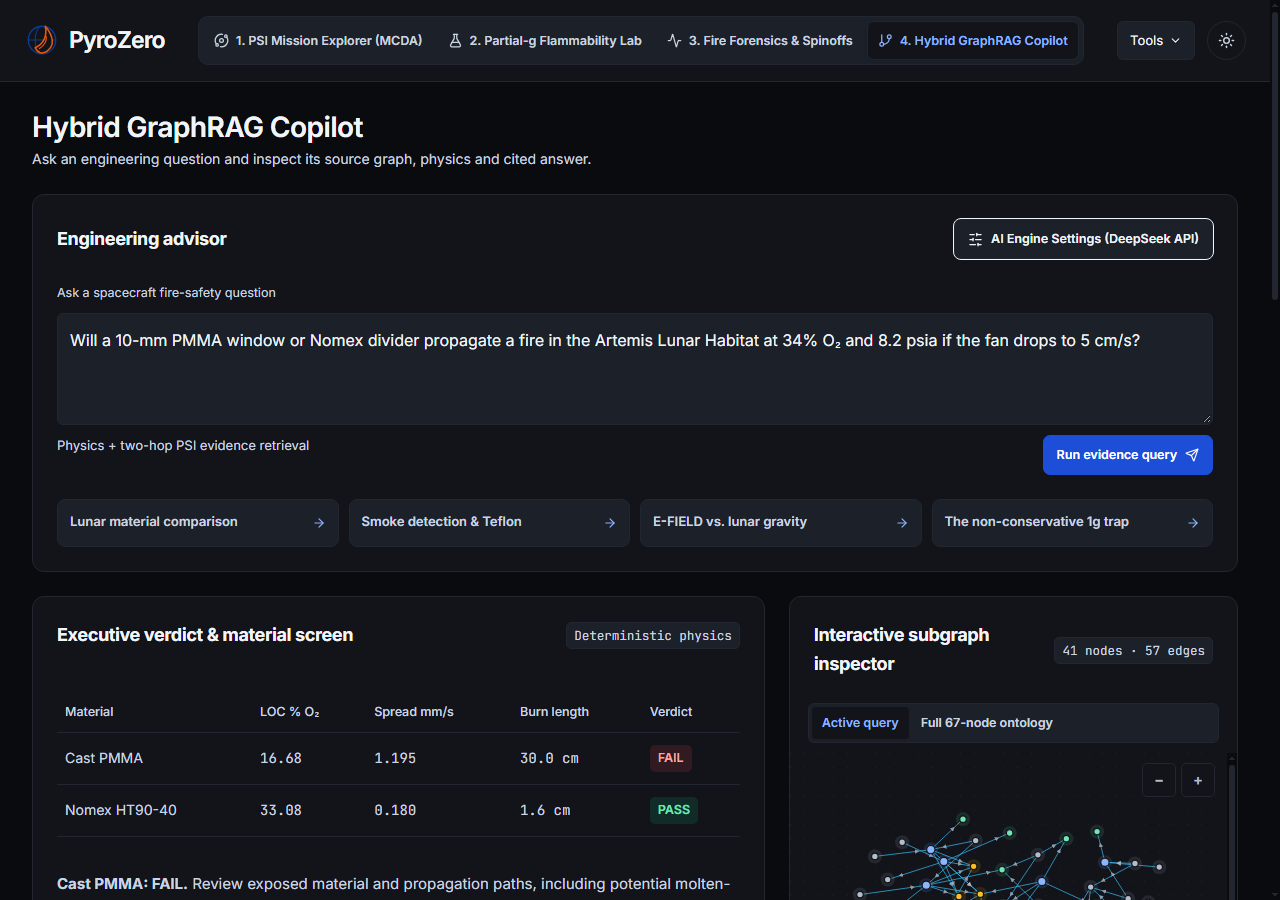 PyroZero
1. PSI Mission Explorer (MCDA)
2. Partial-g Flammability Lab
3. Fire Forensics & Spinoffs
4. Hybrid GraphRAG Copilot
Tools
Hybrid GraphRAG Copilot
Ask an engineering question and inspect its source graph, physics and cited answer.
Engineering advisor
AI Engine Settings (DeepSeek API)
Ask a spacecraft fire-safety question
Will a 10-mm PMMA window or Nomex divider propagate a fire in the Artemis Lunar Habitat at 34% O₂ and 8.2 psia if the fan drops to 5 cm/s?
Physics + two-hop PSI evidence retrieval
Run evidence query
Lunar material comparison
Smoke detection & Teflon
E-FIELD vs. lunar gravity
The non-conservative 1g trap
Executive verdict & material screen
Deterministic physics
Material LOC % O₂ Spread mm/s Burn length Verdict
Cast PMMA 16.68 1.195 30.0 cm FAIL
Nomex HT90-40 33.08 0.180 1.6 cm PASS
Cast PMMA: FAIL. Review exposed material and propagation paths, including potential molten-
Interactive subgraph
inspector
41 nodes · 57 edges
Active query
Full 67-node ontology
−
+